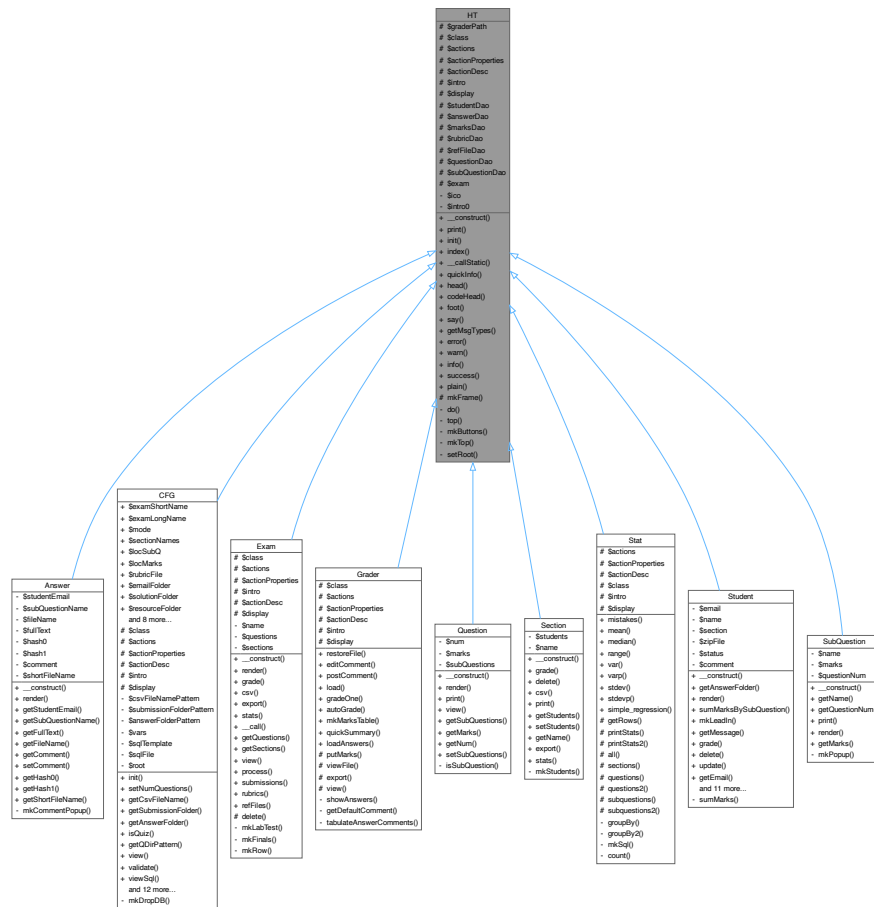 HT
# $graderPath
# $class
# $actions
# $actionProperties
# $actionDesc
# $intro
# $display
# $studentDao
# $answerDao
# $marksDao
# $rubricDao
# $refFileDao
# $questionDao
# $subQuestionDao
# $exam
- $ico
- $intro0
+ __construct()
+ print()
+ init()
+ index()
+ __callStatic()
+ quickInfo()
+ head()
+ codeHead()
+ foot()
+ say()
+ getMsgTypes()
+ error()
+ warn()
+ info()
+ success()
+ plain()
# mkFrame()
- do()
- top()
- mkButtons()
- mkTop()
- setRoot()
Answer
- $studentEmail
- $subQuestionName
- $fileName
- $fullText
- $hash0
- $hash1
- $comment
- $shortFileName
+ __construct()
+ render()
+ getStudentEmail()
+ getSubQuestionName()
+ getFullText()
+ getFileName()
+ getComment()
+ setComment()
+ getHash0()
+ getHash1()
+ getShortFileName()
- mkCommentPopup()
CFG
+ $examShortName
+ $examLongName
+ $mode
+ $sectionNames
+ $locSubQ
+ $locMarks
+ $rubricFile
+ $emailFolder
+ $solutionFolder
+ $resourceFolder
and 8 more...
# $class
# $actions
# $actionProperties
# $actionDesc
# $intro
# $display
- $csvFileNamePattern
- $submissionFolderPattern
- $answerFolderPattern
- $vars
- $sqlTemplate
- $sqlFile
- $root
+ init()
+ setNumQuestions()
+ getCsvFileName()
+ getSubmissionFolder()
+ getAnswerFolder()
+ isQuiz()
+ getQDirPattern()
+ view()
+ validate()
+ viewSql()
and 12 more...
- mkDropDB()
Exam
# $class
# $actions
# $actionProperties
# $intro
# $actionDesc
# $display
- $name
- $questions
- $sections
+ __construct()
+ render()
+ grade()
+ csv()
+ export()
+ stats()
+ __call()
+ getQuestions()
+ getSections()
+ view()
+ process()
+ submissions()
+ rubrics()
+ refFiles()
# delete()
- mkLabTest()
- mkFinals()
- mkRow()
Grader
# $class
# $actions
# $actionProperties
# $actionDesc
# $intro
# $display
+ restoreFile()
+ editComment()
+ postComment()
+ load()
+ gradeOne()
+ autoGrade()
+ mkMarksTable()
+ quickSummary()
+ loadAnswers()
# putMarks()
# viewFile()
# export()
# view()
- showAnswers()
- getDefaultComment()
- tabulateAnswerComments()
Question
- $num
- $marks
- $subQuestions
+ __construct()
+ render()
+ print()
+ view()
+ getSubQuestions()
+ getMarks()
+ getNum()
+ setSubQuestions()
- isSubQuestion()
Section
- $students
- $name
+ __construct()
+ grade()
+ delete()
+ csv()
+ print()
+ getStudents()
+ setStudents()
+ getName()
+ export()
+ stats()
- mkStudents()
Stat
# $actions
# $actionProperties
# $actionDesc
# $class
# $intro
# $display
+ mistakes()
+ mean()
+ median()
+ range()
+ var()
+ varp()
+ stdev()
+ stdevp()
+ simple_regression()
# getRows()
# printStats()
# printStats2()
# all()
# sections()
# questions()
# questions2()
# subquestions()
# subquestions2()
- groupBy()
- groupBy2()
- mkSql()
- count()
Student
- $email
- $name
- $section
- $zipFile
- $status
- $comment
+ __construct()
+ getAnswerFolder()
+ render()
+ sumMarksBySubQuestion()
+ mkLeadIn()
+ getMessage()
+ grade()
+ delete()
+ update()
+ getEmail()
and 11 more...
- sumMarks()
SubQuestion
- $name
- $marks
- $questionNum
+ __construct()
+ getName()
+ getQuestionNum()
+ print()
+ render()
+ getMarks()
- mkPopup()